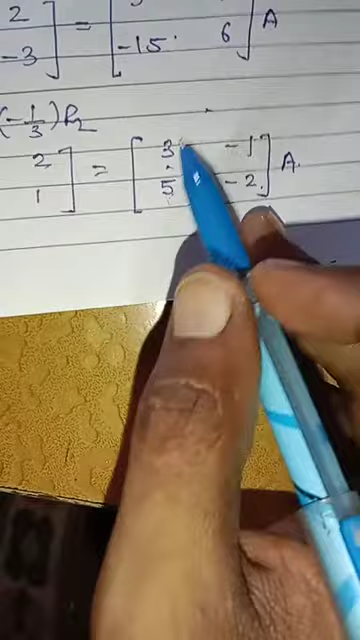 2 ] = [
-3 ] [ -15 6 ] A
(-1/3) R₂
2 ] = [ 3 -1 ] A.
1 ] [ 5 -2. ]